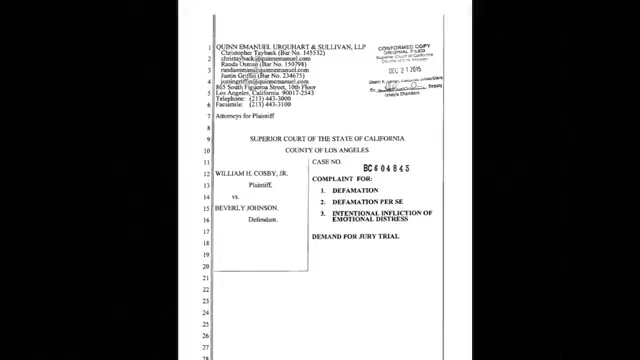 1 QUINN EMANUEL URQUHART & SULLIVAN, LLP
Christopher Tayback (Bar No. 145532)
2 christayback@quinnemanuel.com
Randa Osman (Bar No. 150798)
3 randaosman@quinnemanuel.com
Justin Griffin (Bar No. 234675)
4 justingriffin@quinnemanuel.com
865 South Figueroa Street, 10th Floor
5 Los Angeles, California 90017-2543
Telephone: (213) 443-3000
6 Facsimile: (213) 443-3100
7 Attorneys for Plaintiff
CONFORMED COPY
ORIGINAL FILED
Superior Court of California
County of Los Angeles
DEC 21 2015
Deputy
8
9 SUPERIOR COURT OF THE STATE OF CALIFORNIA
10 COUNTY OF LOS ANGELES
11
12 WILLIAM H. COSBY, JR.
13 Plaintiff,
14 vs.
15 BEVERLY JOHNSON.
16 Defendant.
17
18
19
20
CASE NO.
BC604845
COMPLAINT FOR:
1. DEFAMATION
2. DEFAMATION PER SE
3. INTENTIONAL INFLICTION OF
EMOTIONAL DISTRESS
DEMAND FOR JURY TRIAL
21
22
23
24
25
26
27
28